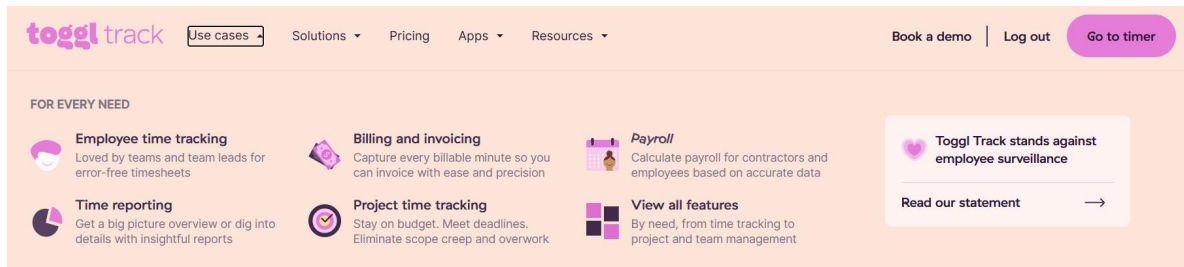 toggl track Use cases Solutions Pricing Apps Resources Book a demo Log out Go to timer
FOR EVERY NEED
Employee time tracking
Loved by teams and team leads for
error-free timesheets
Billing and invoicing
Capture every billable minute so you
can invoice with ease and precision
Payroll
Calculate payroll for contractors and
employees based on accurate data
Time reporting
Get a big picture overview or dig into
details with insightful reports
Project time tracking
Stay on budget. Meet deadlines.
Eliminate scope creep and overwork
View all features
By need, from time tracking to
project and team management
Toggl Track stands against
employee surveillance
Read our statement